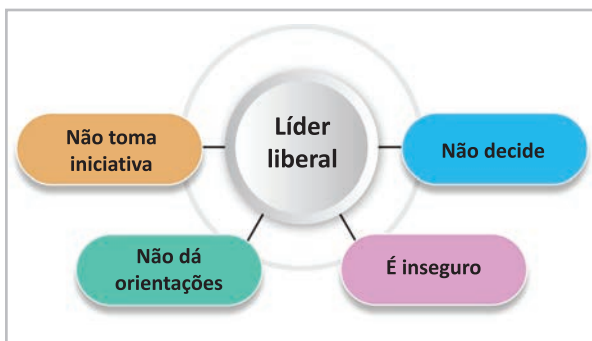 Líder
liberal
Não toma
iniciativa
Não decide
Não dá
orientações
É inseguro